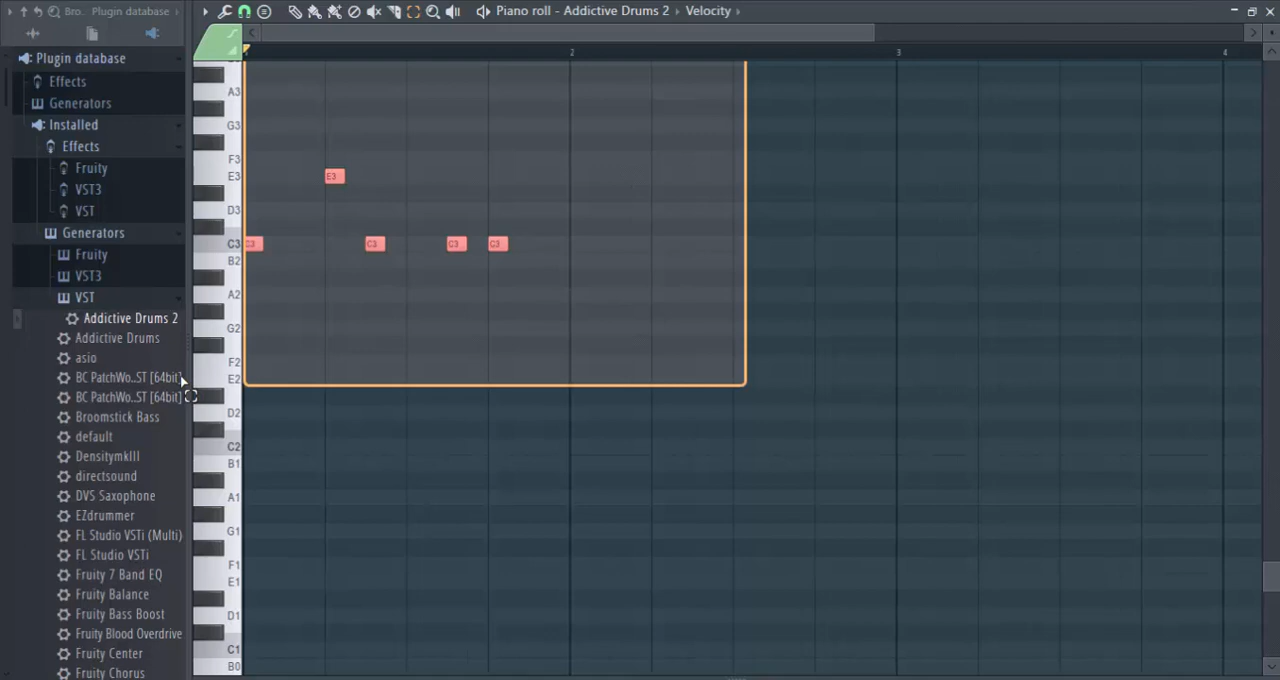 Bro.. Plugin database
Piano roll - Addictive Drums 2 Velocity
Plugin database
Effects
Generators
Installed
Effects
Fruity
VST3
VST
Generators
Fruity
VST3
VST
Addictive Drums 2
Addictive Drums
asio
BC PatchWo..ST [64bit]
BC PatchWo..ST [64bit]
Broomstick Bass
default
DensitymkIII
directsound
DVS Saxophone
EZdrummer
FL Studio VSTi (Multi)
FL Studio VSTi
Fruity 7 Band EQ
Fruity Balance
Fruity Bass Boost
Fruity Blood Overdrive
Fruity Center
Fruity Chorus
2 3 4
A3
G3
F3
E3 E3
D3
C3 C3 C3 C3 C3
B2
A2
G2
F2
E2
D2
C2
B1
A1
G1
F1
E1
D1
C1
B0